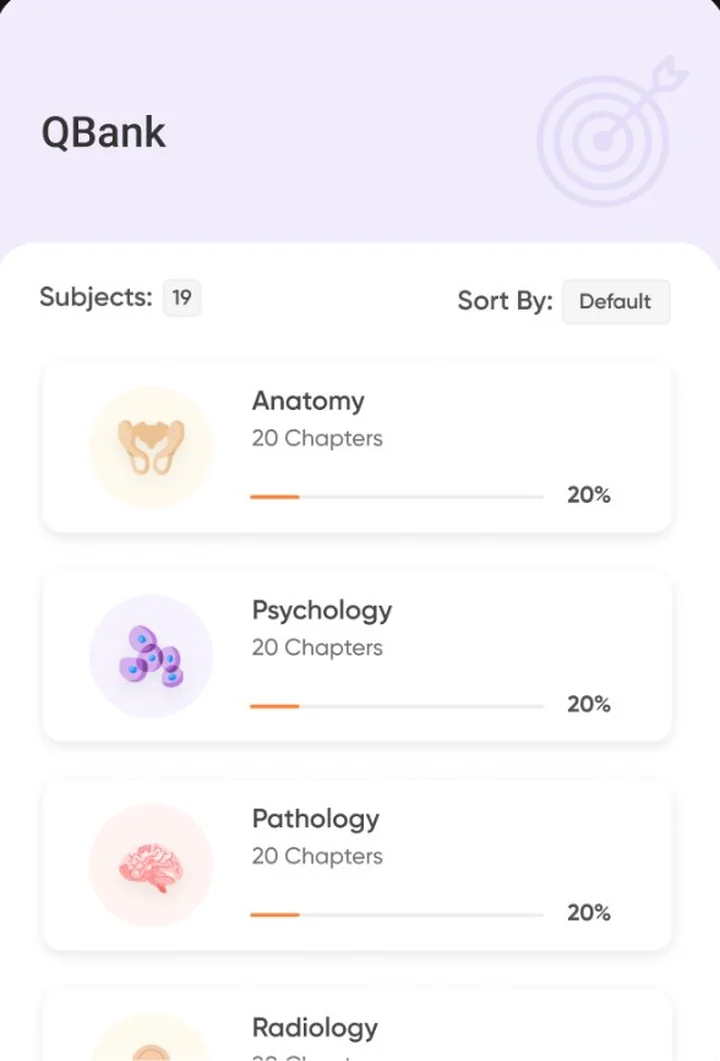 QBank
Subjects: 19
Sort By: Default
Anatomy
20 Chapters
20%
Psychology
20 Chapters
20%
Pathology
20 Chapters
20%
Radiology